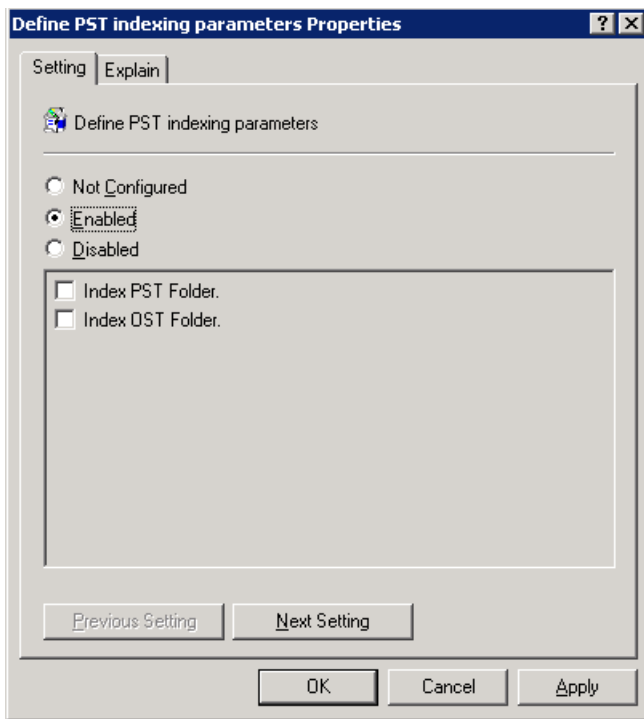 Define PST indexing parameters Properties
Setting
Explain
Define PST indexing parameters
Not Configured
Enabled
Disabled
Index PST Folder.
Index OST Folder.
Previous Setting
Next Setting
OK
Cancel
Apply